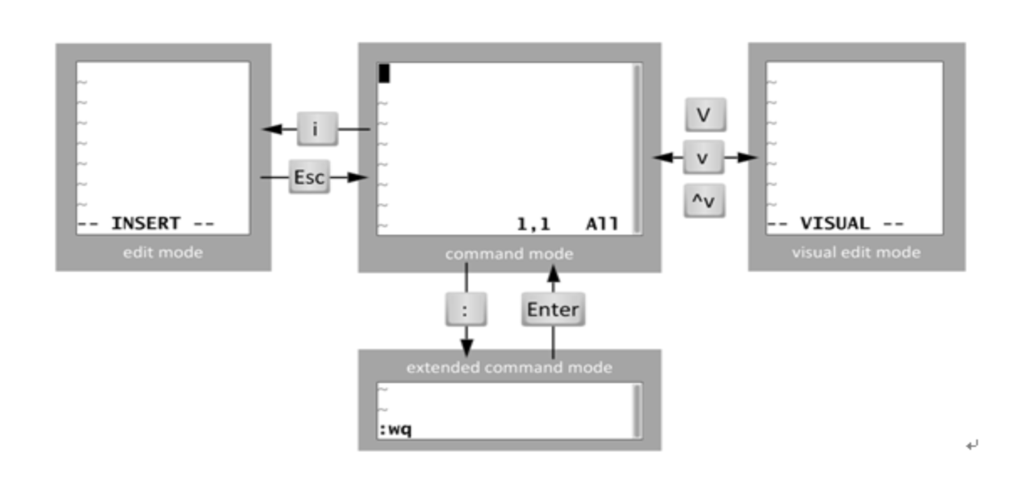 -- INSERT --
edit mode
i
Esc
1,1 All
command mode
V
v
^v
-- VISUAL --
visual edit mode
:
Enter
extended command mode
:wq